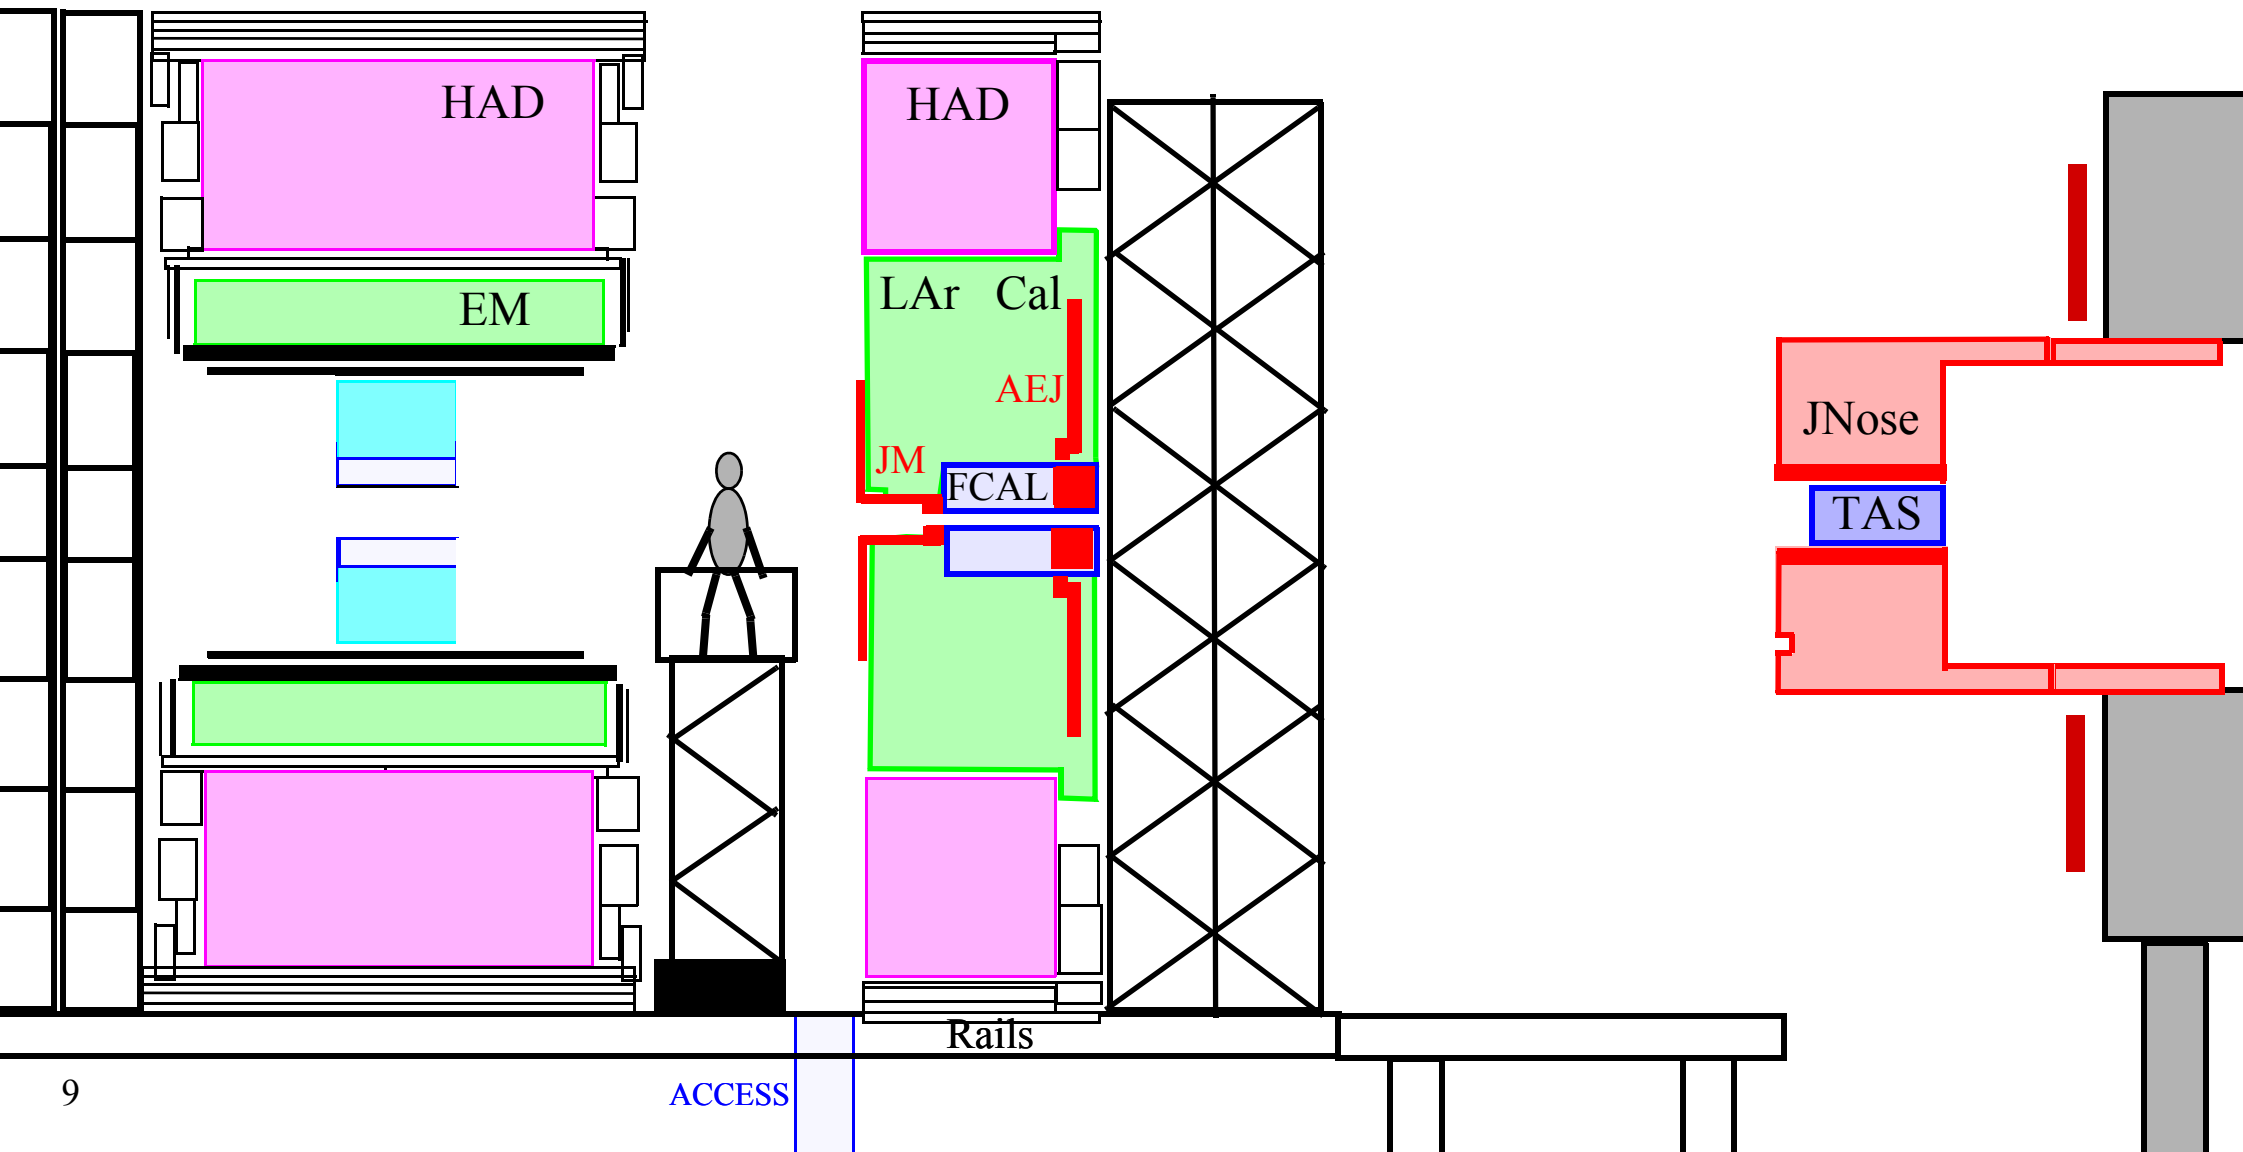 HAD
HAD
EM
LAr Cal
AEJ
JM
FCAL
JNose
TAS
Rails
9
ACCESS